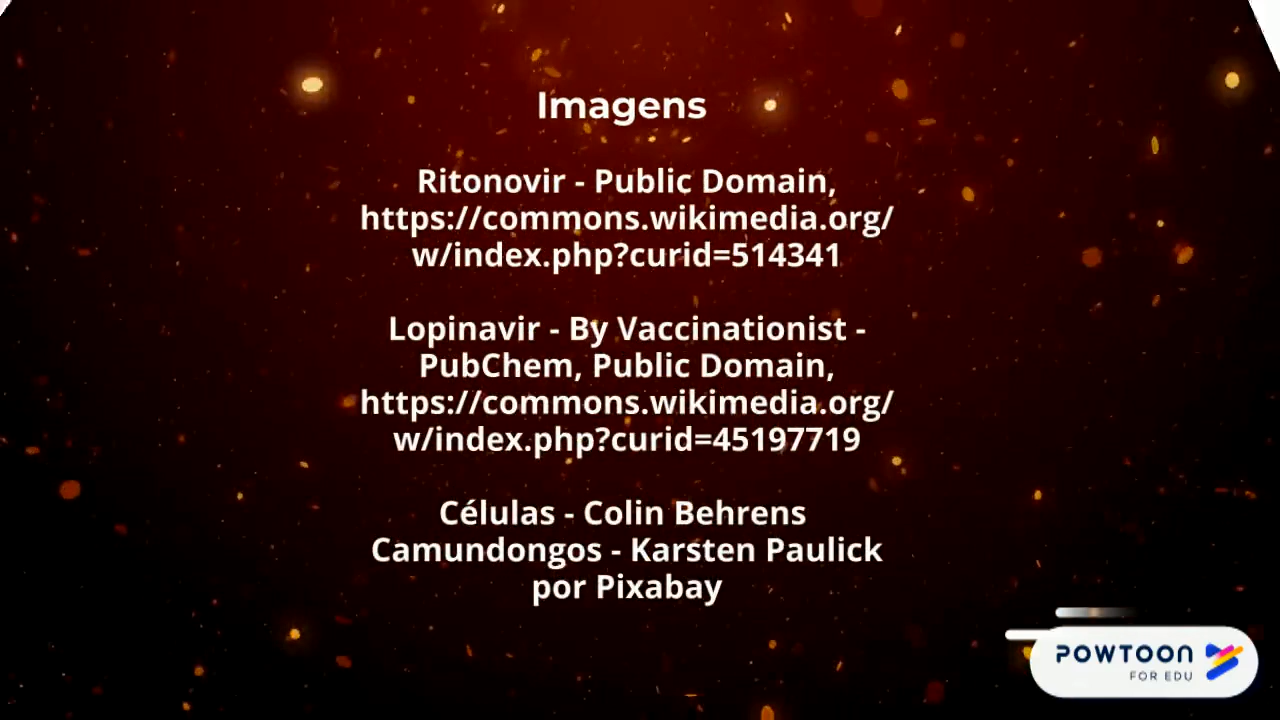 Imagens
Ritonovir - Public Domain,
https://commons.wikimedia.org/
w/index.php?curid=514341
Lopinavir - By Vaccinationist -
PubChem, Public Domain,
https://commons.wikimedia.org/
w/index.php?curid=45197719
Células - Colin Behrens
Camundongos - Karsten Paulick
por Pixabay
POWTOON
FOR EDU